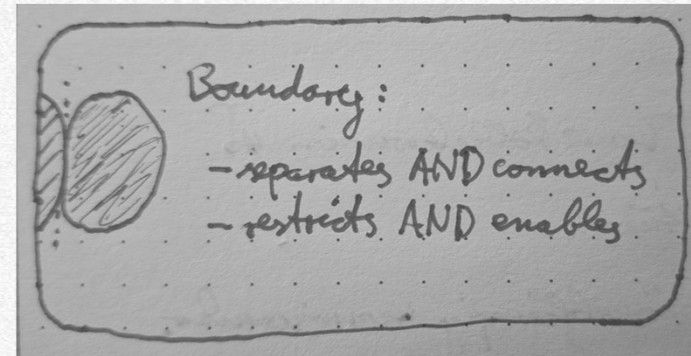 Boundary:
- separates AND connects
- restricts AND enables